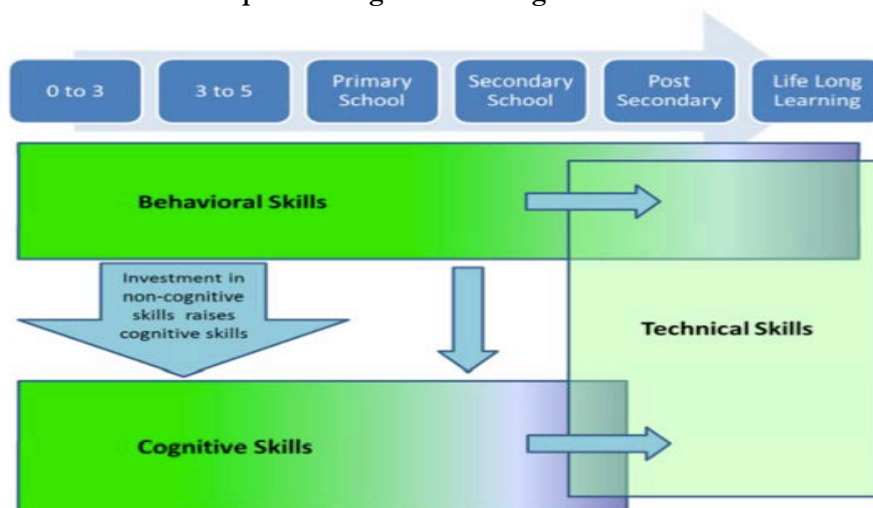 0 to 3
3 to 5
Primary
School
Secondary
School
Post
Secondary
Life Long
Learning
Behavioral Skills
Investment in
non-cognitive
skills raises
cognitive skills
Technical Skills
Cognitive Skills